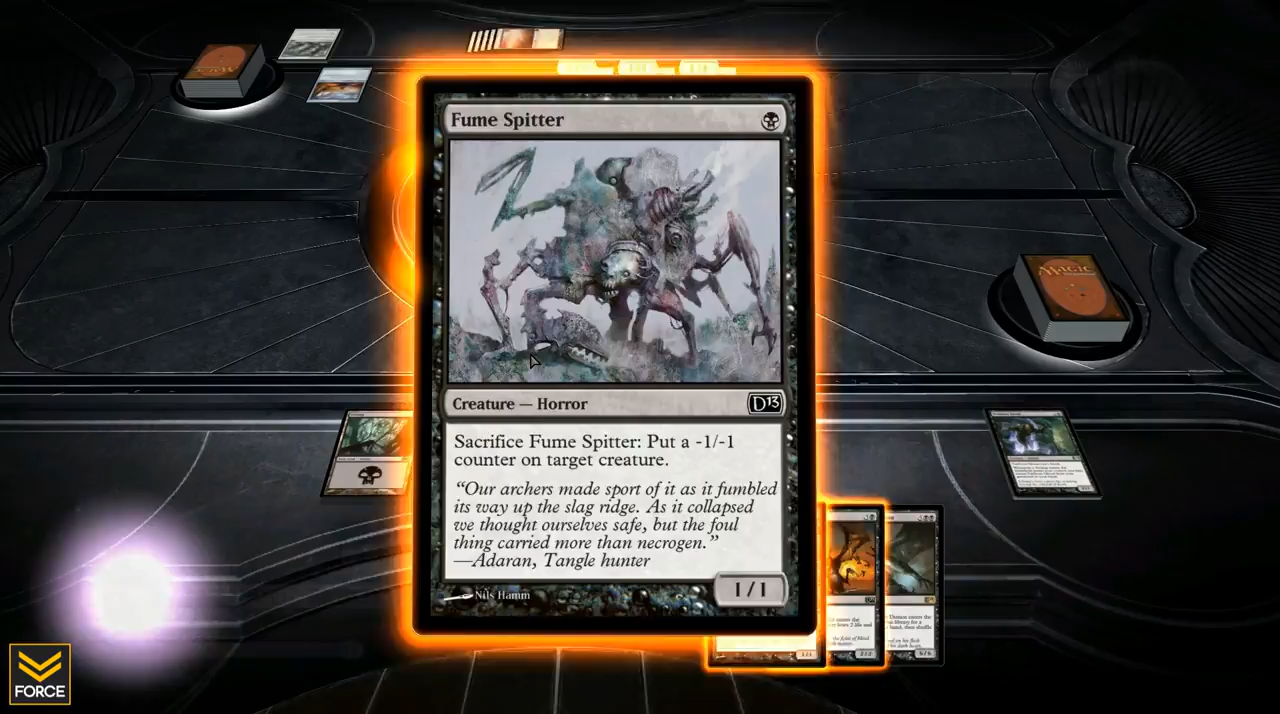 Fume Spitter
Creature — Horror
D13
Sacrifice Fume Spitter: Put a -1/-1
counter on target creature.
“Our archers made sport of it as it fumbled
its way up the slag ridge. As it collapsed
we thought ourselves safe, but the foul
thing carried more than necrogen.”
—Adaran, Tangle hunter
1/1
Nils Hamm
MAGIC
FORCE